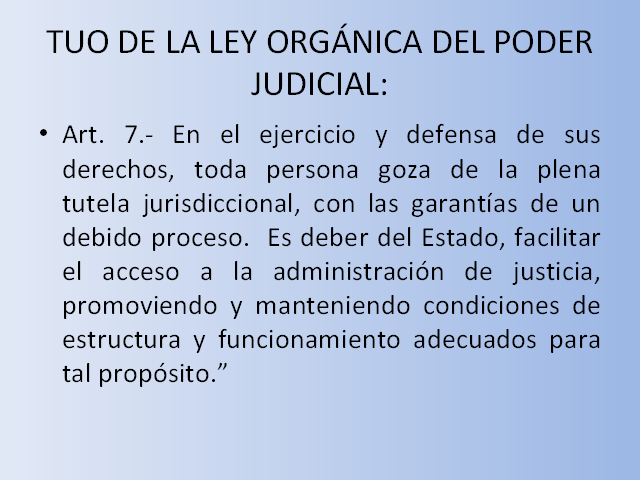 TUO DE LA LEY ORGÁNICA DEL PODER
JUDICIAL:
• Art. 7.- En el ejercicio y defensa de sus
derechos, toda persona goza de la plena
tutela jurisdiccional, con las garantías de un
debido proceso.  Es deber del Estado, facilitar
el acceso a la administración de justicia,
promoviendo y manteniendo condiciones de
estructura y funcionamiento adecuados para
tal propósito.”